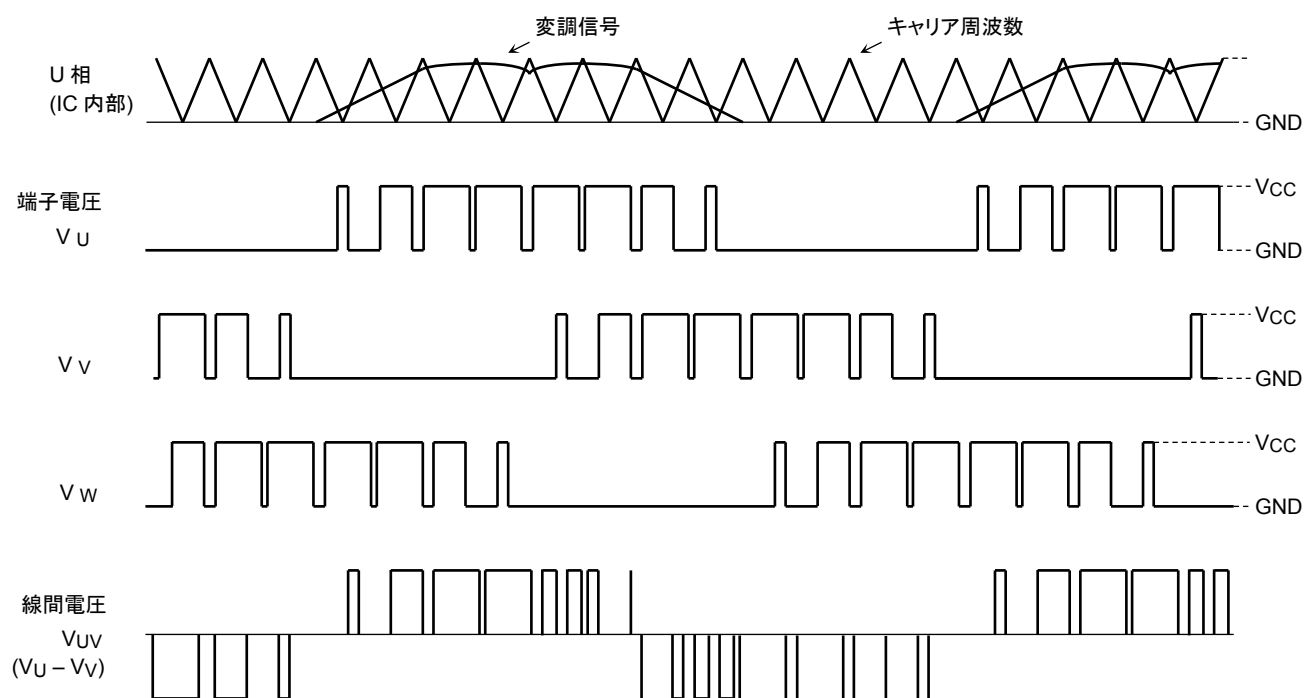 変調信号
キャリア周波数
U 相
(IC 内部)
GND
端子電圧
VU
VCC
GND
VV
VCC
GND
VW
VCC
GND
線間電圧
VUV
(VU – VV)